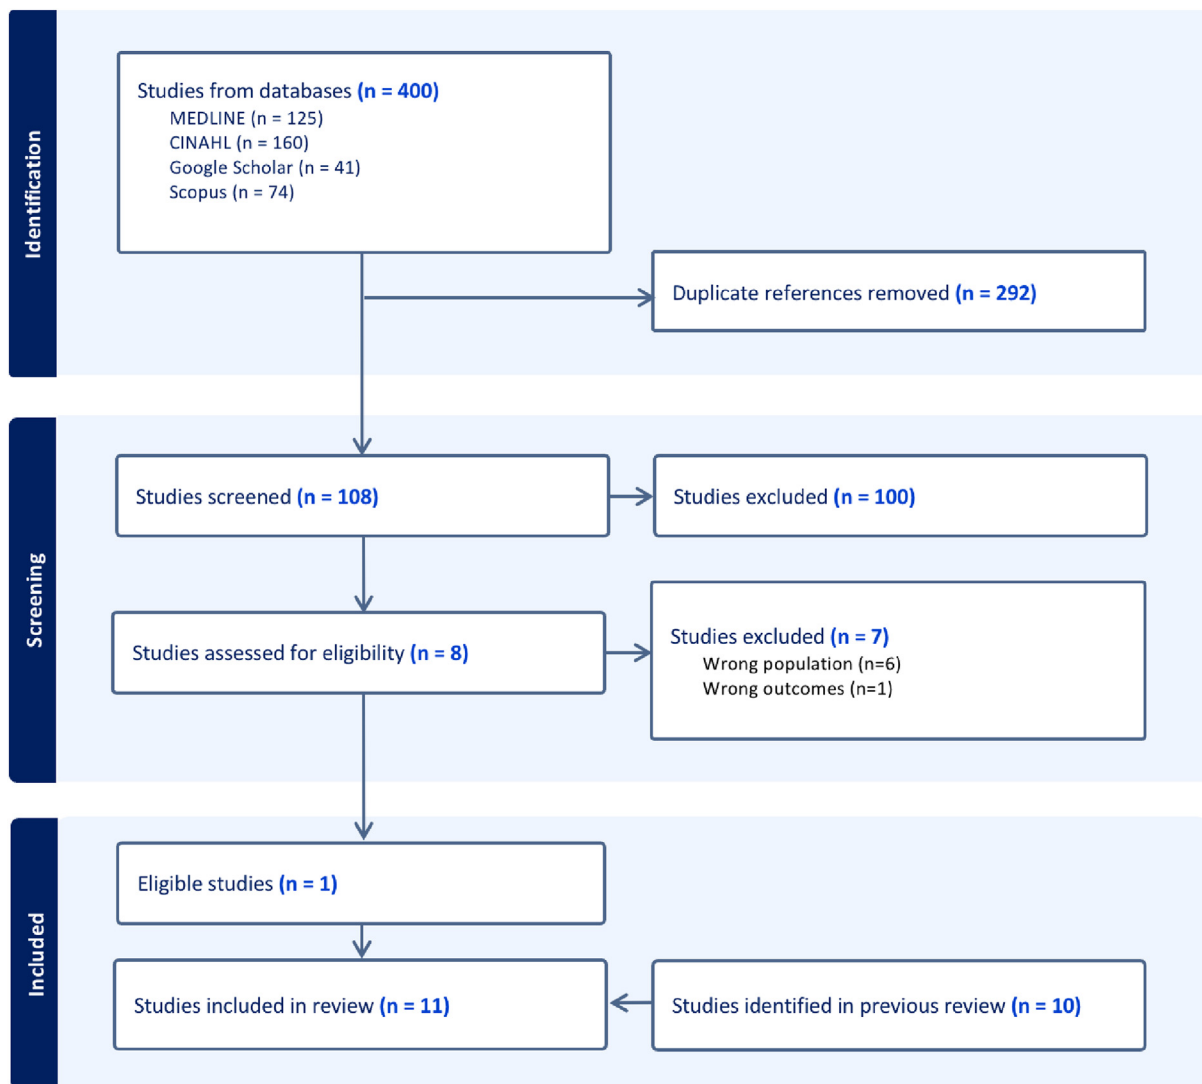 Identification
Studies from databases (n = 400)
MEDLINE (n = 125)
CINAHL (n = 160)
Google Scholar (n = 41)
Scopus (n = 74)
Duplicate references removed (n = 292)
Screening
Studies screened (n = 108)
Studies excluded (n = 100)
Studies assessed for eligibility (n = 8)
Studies excluded (n = 7)
Wrong population (n=6)
Wrong outcomes (n=1)
Included
Eligible studies (n = 1)
Studies included in review (n = 11)
Studies identified in previous review (n = 10)